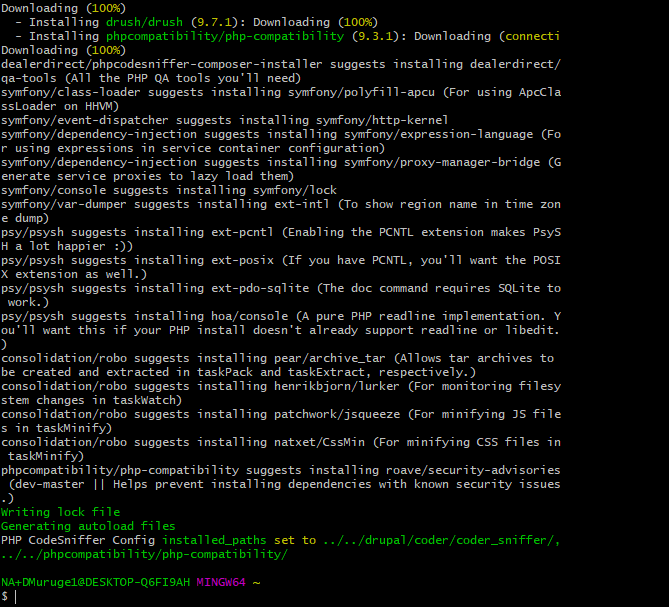 Downloading (100%)
  - Installing drush/drush (9.7.1): Downloading (100%)
  - Installing phpcompatibility/php-compatibility (9.3.1): Downloading (connecti
Downloading (100%)
dealerdirect/phpcodesniffer-composer-installer suggests installing dealerdirect/
qa-tools (All the PHP QA tools you'll need)
symfony/class-loader suggests installing symfony/polyfill-apcu (For using ApcCla
ssLoader on HHVM)
symfony/event-dispatcher suggests installing symfony/http-kernel
symfony/dependency-injection suggests installing symfony/expression-language (Fo
r using expressions in service container configuration)
symfony/dependency-injection suggests installing symfony/proxy-manager-bridge (G
enerate service proxies to lazy load them)
symfony/console suggests installing symfony/lock
symfony/var-dumper suggests installing ext-intl (To show region name in time zon
e dump)
psy/psysh suggests installing ext-pcntl (Enabling the PCNTL extension makes PsyS
H a lot happier :))
psy/psysh suggests installing ext-posix (If you have PCNTL, you'll want the POSI
X extension as well.)
psy/psysh suggests installing ext-pdo-sqlite (The doc command requires SQLite to
 work.)
psy/psysh suggests installing hoa/console (A pure PHP readline implementation. Y
ou'll want this if your PHP install doesn't already support readline or libedit.
)
consolidation/robo suggests installing pear/archive_tar (Allows tar archives to
be created and extracted in taskPack and taskExtract, respectively.)
consolidation/robo suggests installing henrikbjorn/lurker (For monitoring filesy
stem changes in taskWatch)
consolidation/robo suggests installing patchwork/jsqueeze (For minifying JS file
s in taskMinify)
consolidation/robo suggests installing natxet/CssMin (For minifying CSS files in
 taskMinify)
phpcompatibility/php-compatibility suggests installing roave/security-advisories
 (dev-master || Helps prevent installing dependencies with known security issues
.)
Writing lock file
Generating autoload files
PHP CodeSniffer Config installed_paths set to ../../drupal/coder/coder_sniffer/,
../../phpcompatibility/php-compatibility/
NA+DMuruge1@DESKTOP-Q6FI9AH MINGW64 ~
$